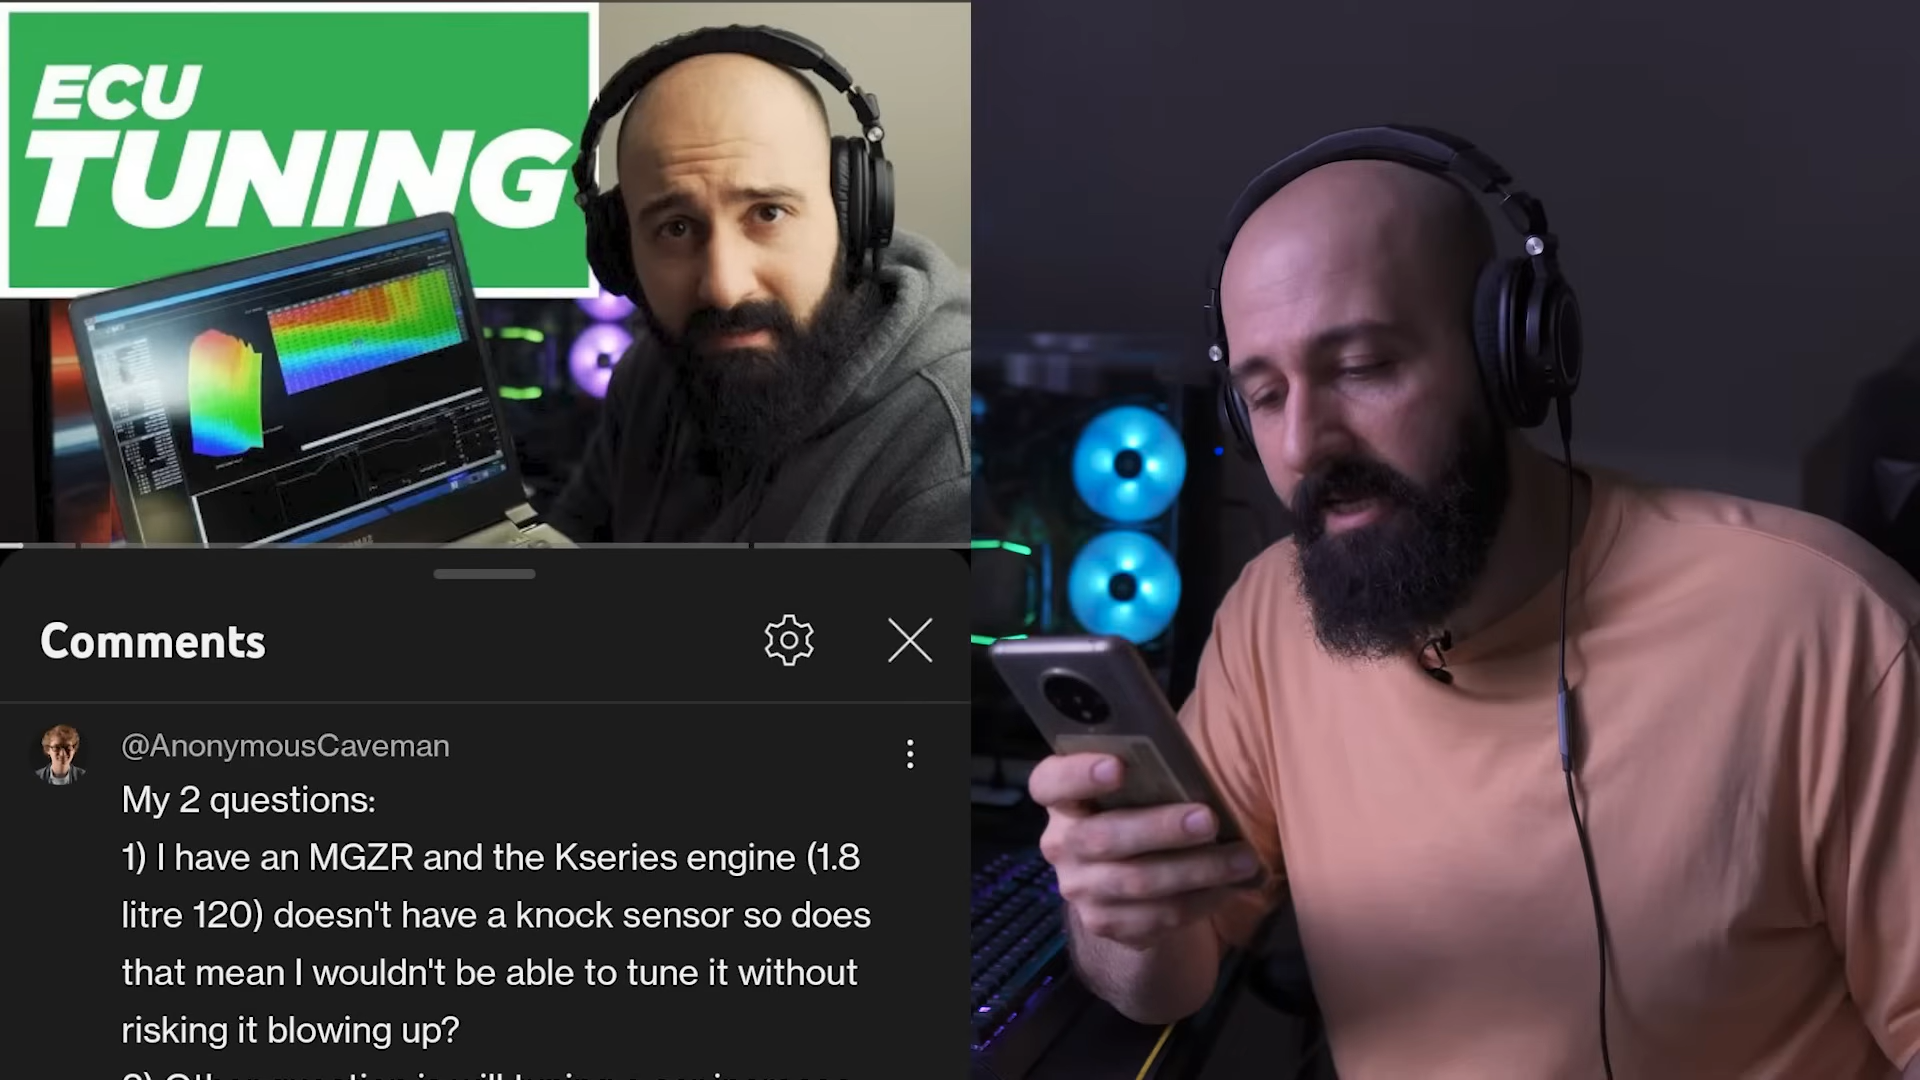 ECU
TUNING
Comments
@AnonymousCaveman
My 2 questions:
1) I have an MGZR and the Kseries engine (1.8
litre 120) doesn't have a knock sensor so does
that mean I wouldn't be able to tune it without
risking it blowing up?